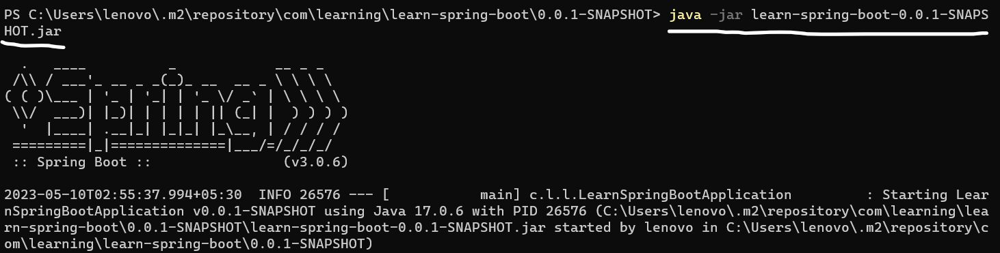 PS C:\Users\lenovo\.m2\repository\com\learning\learn-spring-boot\0.0.1-SNAPSHOT> java -jar learn-spring-boot-0.0.1-SNAPS
HOT.jar
  .   ____          _            __ _ _
 /\\ / ___'_ __ _ _(_)_ __  __ _ \ \ \ \
( ( )\___ | '_ | '_| | '_ \/ _` | \ \ \ \
 \\/  ___)| |_)| | | | | || (_| |  ) ) ) )
  '  |____| .__|_| |_|_| |_\__, | / / / /
 =========|_|==============|___/=/_/_/_/
 :: Spring Boot ::                (v3.0.6)
2023-05-10T02:55:37.994+05:30  INFO 26576 --- [           main] c.l.l.LearnSpringBootApplication         : Starting Lear
nSpringBootApplication v0.0.1-SNAPSHOT using Java 17.0.6 with PID 26576 (C:\Users\lenovo\.m2\repository\com\learning\lea
rn-spring-boot\0.0.1-SNAPSHOT\learn-spring-boot-0.0.1-SNAPSHOT.jar started by lenovo in C:\Users\lenovo\.m2\repository\c
om\learning\learn-spring-boot\0.0.1-SNAPSHOT)